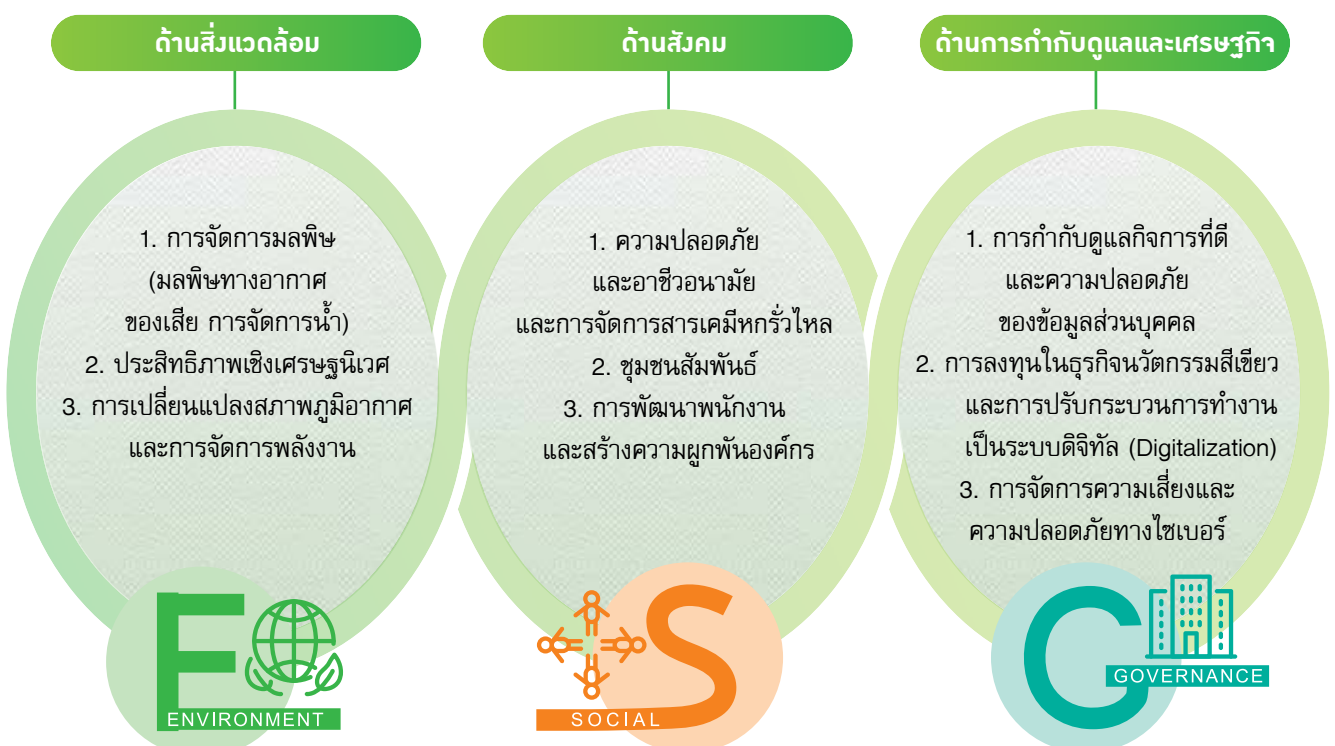 ด้านสิ่งแวดล้อม
1. การจัดการมลพิษ
(มลพิษทางอากาศ
ของเสีย การจัดการน้ำ)
2. ประสิทธิภาพเชิงเศรษฐนิเวศ
3. การเปลี่ยนแปลงสภาพภูมิอากาศ
และการจัดการพลังงาน
E
ENVIRONMENT
ด้านสังคม
1. ความปลอดภัย
และอาชีวอนามัย
และการจัดการสารเคมีหกรั่วไหล
2. ชุมชนสัมพันธ์
3. การพัฒนาพนักงาน
และสร้างความผูกพันองค์กร
S
SOCIAL
ด้านการกำกับดูแลและเศรษฐกิจ
1. การกำกับดูแลกิจการที่ดี
และความปลอดภัย
ของข้อมูลส่วนบุคคล
2. การลงทุนในธุรกิจนวัตกรรมสีเขียว
และการปรับกระบวนการทำงาน
เป็นระบบดิจิทัล (Digitalization)
3. การจัดการความเสี่ยงและ
ความปลอดภัยทางไซเบอร์
G
GOVERNANCE